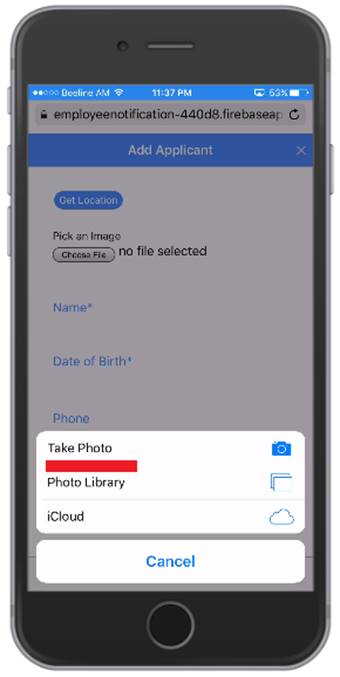 Beeline AM 11:37 PM 53%
employeenotification-440d8.firebaseap
Add Applicant ×
Get Location
Pick an Image
Choose File no file selected
Name*
Date of Birth*
Phone
Take Photo
Photo Library
iCloud
Cancel